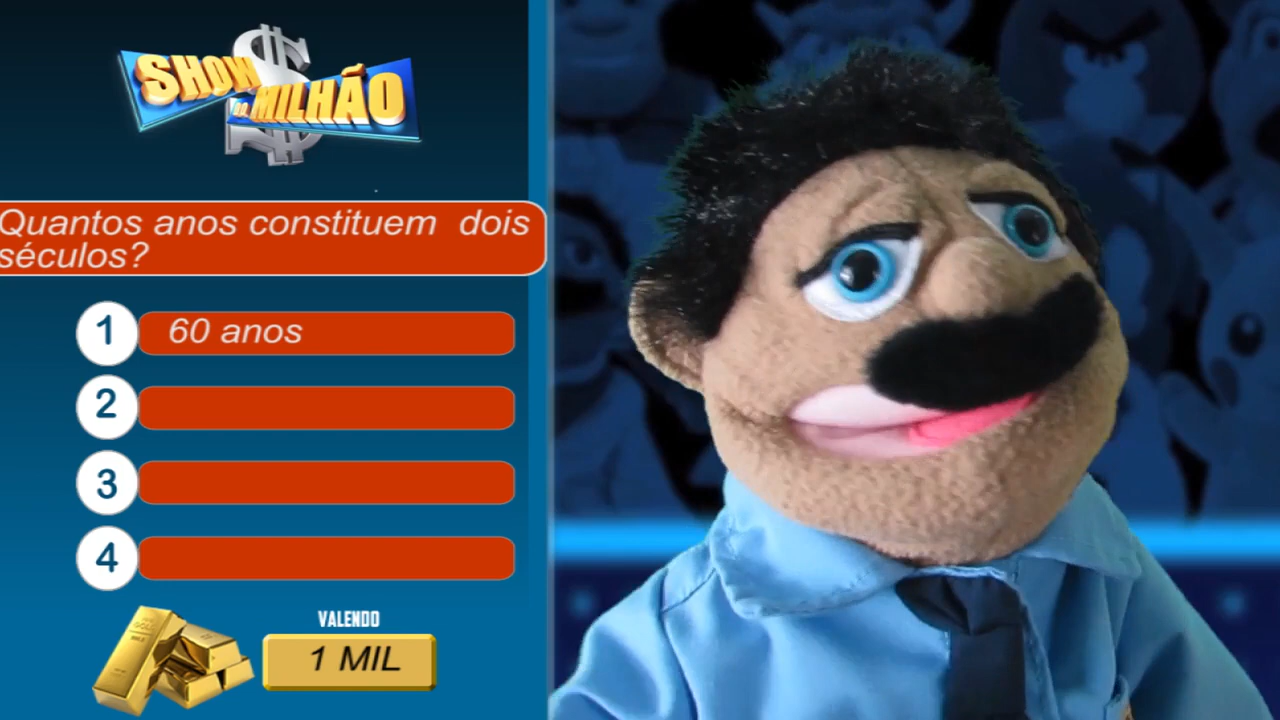 SHOW
DO MILHÃO
Quantos anos constituem dois
séculos?
1 60 anos
2
3
4
VALENDO
1 MIL